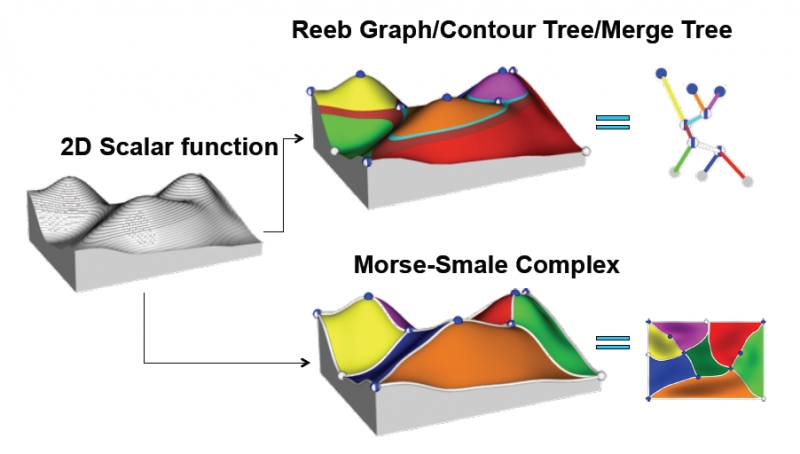 Reeb Graph/Contour Tree/Merge Tree
2D Scalar function
Morse-Smale Complex